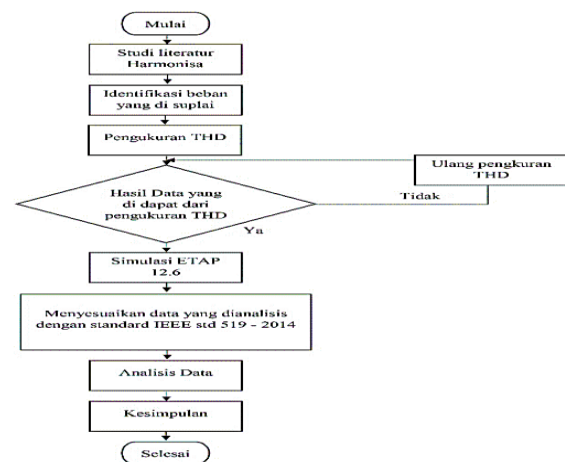 Mulai
Studi literatur
Harmonisa
Identifikasi beban
yang di suplai
Pengukuran THD
Ulang pengkuran
THD
Hasil Data yang
di dapat dari
pengukuran THD
Tidak
Ya
Simulasi ETAP
12.6
Menyesuaikan data yang dianalisis
dengan standard IEEE std 519 - 2014
Analisis Data
Kesimpulan
Selesai